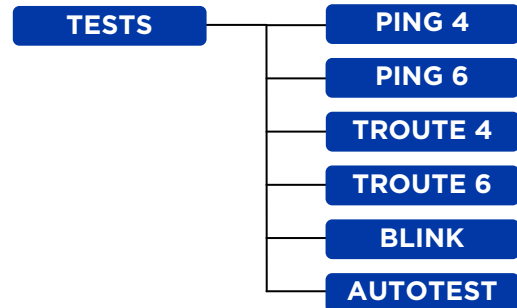 TESTS
PING 4
PING 6
TROUTE 4
TROUTE 6
BLINK
AUTOTEST